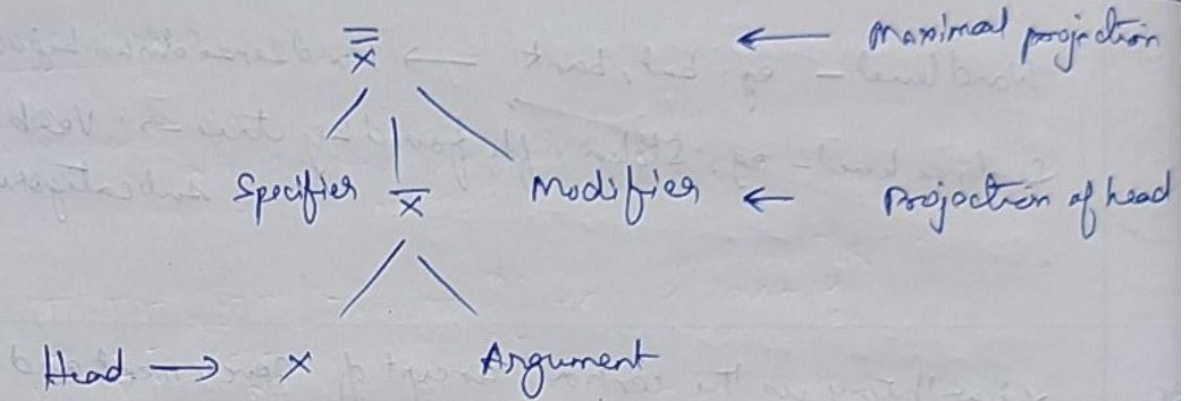 X̿ ← Maximal projection
Specifier X̅ Modifier ← Projection of head
Head → X Argument